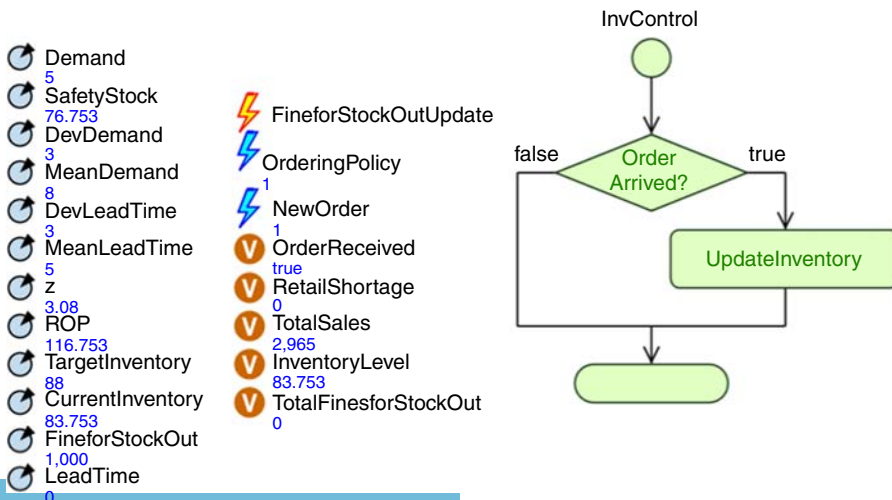 Demand
5
SafetyStock
76.753
DevDemand
3
MeanDemand
8
DevLeadTime
3
MeanLeadTime
5
z
3.08
ROP
116.753
TargetInventory
88
CurrentInventory
83.753
FineforStockOut
1,000
LeadTime
0
FineforStockOutUpdate
OrderingPolicy
1
NewOrder
1
V OrderReceived
true
V RetailShortage
0
V TotalSales
2,965
V InventoryLevel
83.753
V TotalFinesforStockOut
0
InvControl
false
Order
Arrived?
true
UpdateInventory